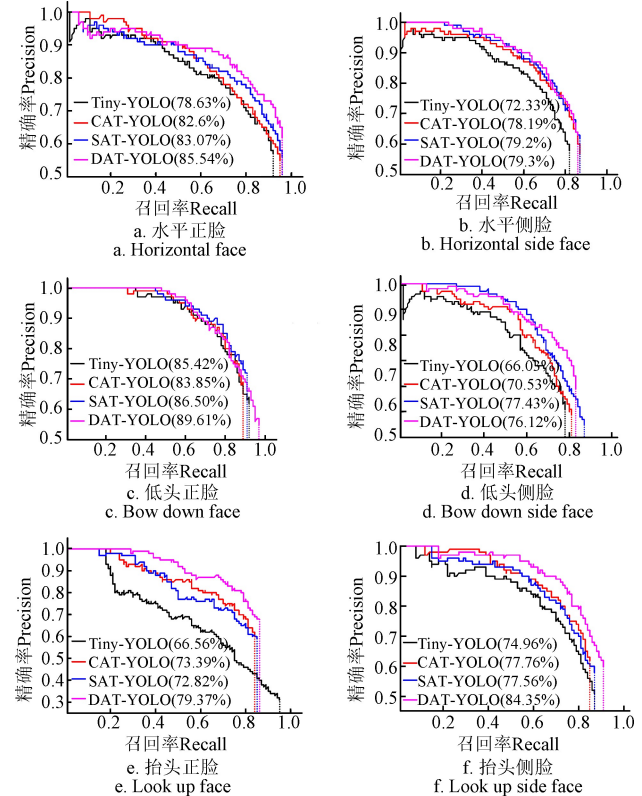 精确率Precision
1.0
0.9
0.8
0.7
0.6
0.5
Tiny-YOLO(78.63%)
CAT-YOLO(82.6%)
SAT-YOLO(83.07%)
DAT-YOLO(85.54%)
0.2 0.4 0.6 0.8 1.0
召回率Recall
a. 水平正脸
a. Horizontal face
精确率Precision
1.0
0.9
0.8
0.7
0.6
0.5
Tiny-YOLO(72.33%)
CAT-YOLO(78.19%)
SAT-YOLO(79.2%)
DAT-YOLO(79.3%)
0.2 0.4 0.6 0.8 1.0
召回率Recall
b. 水平侧脸
b. Horizontal side face
精确率Precision
1.0
0.9
0.8
0.7
0.6
0.5
Tiny-YOLO(85.42%)
CAT-YOLO(83.85%)
SAT-YOLO(86.50%)
DAT-YOLO(89.61%)
0.2 0.4 0.6 0.8 1.0
召回率Recall
c. 低头正脸
c. Bow down face
精确率Precision
1.0
0.9
0.8
0.7
0.6
0.5
Tiny-YOLO(66.05%)
CAT-YOLO(70.53%)
SAT-YOLO(77.43%)
DAT-YOLO(76.12%)
0.2 0.4 0.6 0.8 1.0
召回率Recall
d. 低头侧脸
d. Bow down side face
精确率Precision
1.0
0.9
0.8
0.7
0.6
0.5
0.4
0.3
Tiny-YOLO(66.56%)
CAT-YOLO(73.39%)
SAT-YOLO(72.82%)
DAT-YOLO(79.37%)
0.2 0.4 0.6 0.8 1.0
召回率Recall
e. 抬头正脸
e. Look up face
精确率Precision
1.0
0.9
0.8
0.7
0.6
0.5
Tiny-YOLO(74.96%)
CAT-YOLO(77.76%)
SAT-YOLO(77.56%)
DAT-YOLO(84.35%)
0 0.2 0.4 0.6 0.8 1.0
召回率Recall
f. 抬头侧脸
f. Look up side face